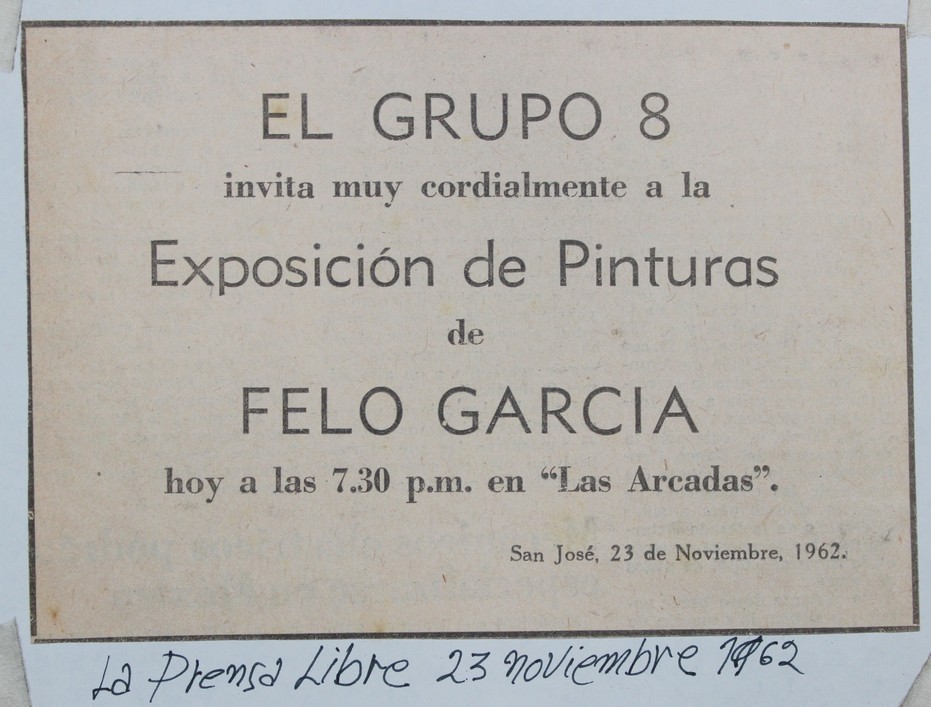 EL GRUPO 8
invita muy cordialmente a la
Exposición de Pinturas
de
FELO GARCIA
hoy a las 7.30 p.m. en “Las Arcadas”.
San José, 23 de Noviembre, 1962.
La Prensa Libre 23 noviembre 1962